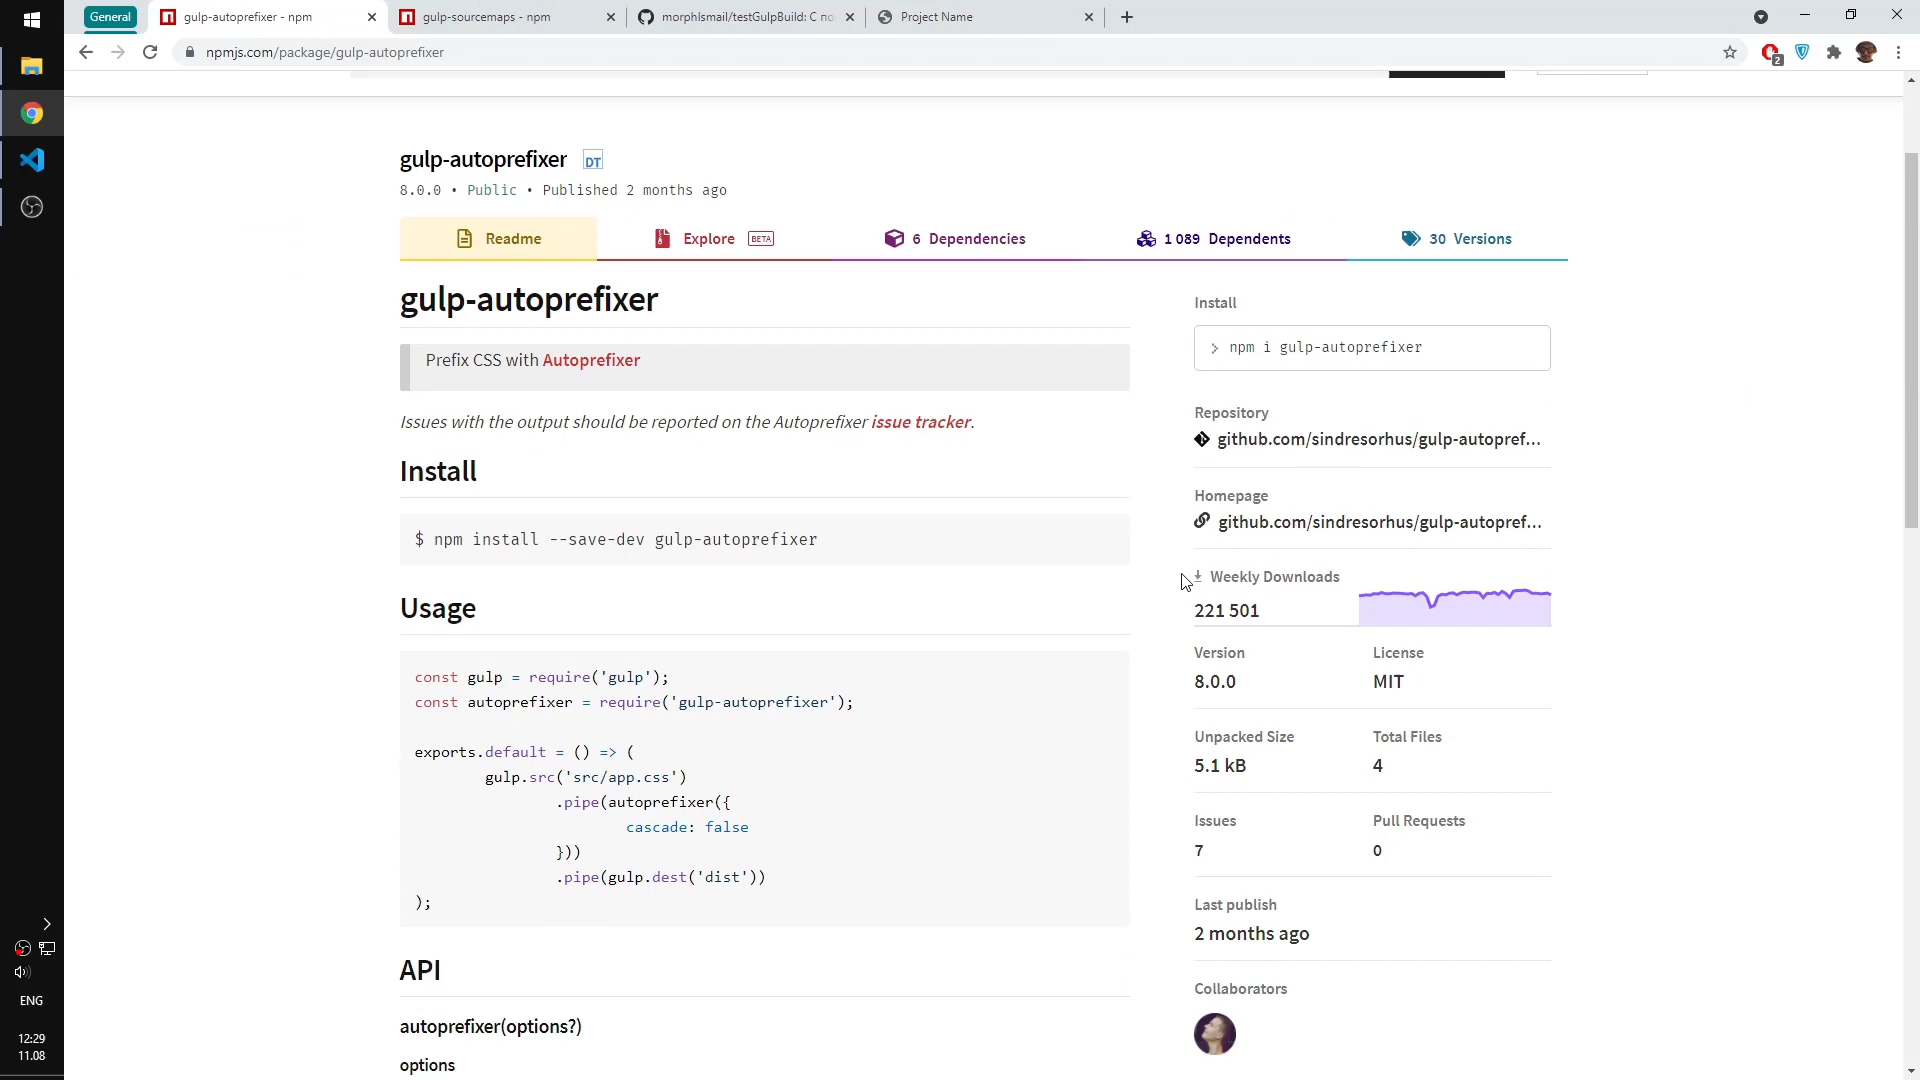 General
gulp-autoprefixer - npm
gulp-sourcemaps - npm
morphIsmail/testGulpBuild: С по
Project Name
npmjs.com/package/gulp-autoprefixer
2
gulp-autoprefixer DT
8.0.0 • Public • Published 2 months ago
Readme
Explore BETA
6 Dependencies
1 089 Dependents
30 Versions
gulp-autoprefixer
Prefix CSS with Autoprefixer
Issues with the output should be reported on the Autoprefixer issue tracker.
Install
$ npm install --save-dev gulp-autoprefixer
Usage
const gulp = require('gulp');
const autoprefixer = require('gulp-autoprefixer');
exports.default = () => (
gulp.src('src/app.css')
.pipe(autoprefixer({
cascade: false
}))
.pipe(gulp.dest('dist'))
);
API
autoprefixer(options?)
options
Install
> npm i gulp-autoprefixer
Repository
github.com/sindresorhus/gulp-autopref...
Homepage
github.com/sindresorhus/gulp-autopref...
Weekly Downloads
221 501
Version
8.0.0
License
MIT
Unpacked Size
5.1 kB
Total Files
4
Issues
7
Pull Requests
0
Last publish
2 months ago
Collaborators
ENG
12:29
11.08